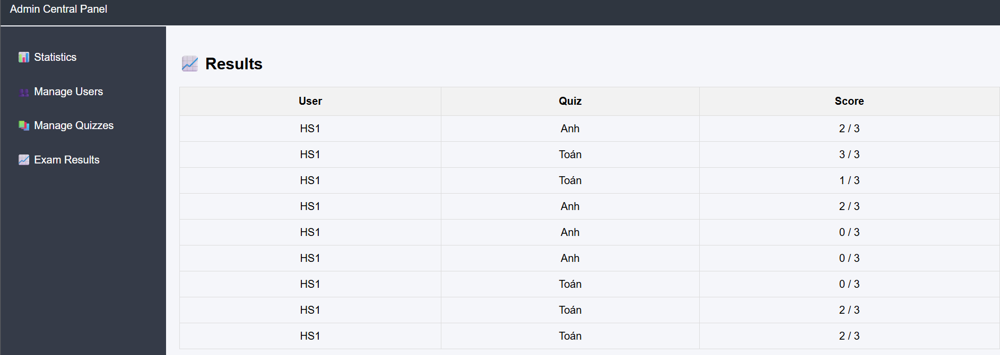 Admin Central Panel
Statistics
Manage Users
Manage Quizzes
Exam Results
Results
User Quiz Score
HS1 Anh 2 / 3
HS1 Toán 3 / 3
HS1 Toán 1 / 3
HS1 Anh 2 / 3
HS1 Anh 0 / 3
HS1 Anh 0 / 3
HS1 Toán 0 / 3
HS1 Toán 2 / 3
HS1 Toán 2 / 3